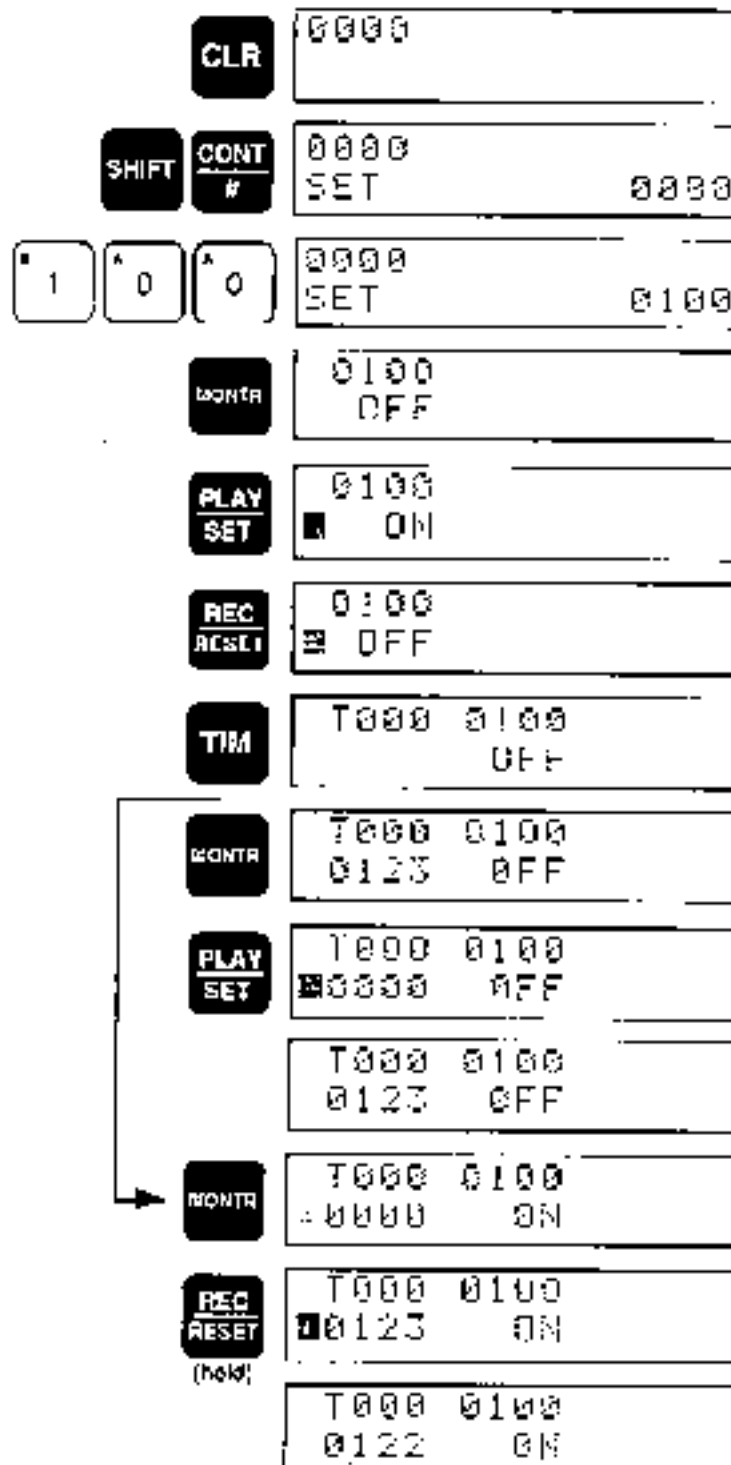 CLR
0000
SHIFT CONT # 0000
SET
B 1 A 0 A 0 0000
SET 0100
MONTR 0100
OFF
PLAY SET 0100
ON
REC RESET 0100
OFF
TIM T000 0100
OFF
MONTR T000 0100
0123 OFF
PLAY SET T000 0100
0000 OFF
T000 0100
0123 OFF
MONTR T000 0100
0000 ON
REC RESET T000 0100
0123 ON
(hold)
T000 0100
0122 ON